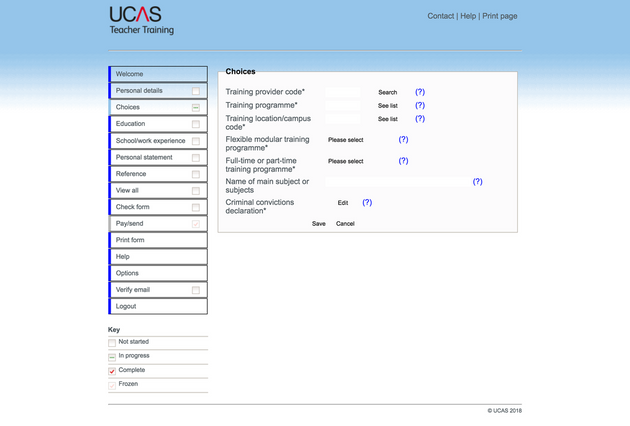 UCAS
Teacher Training
Contact | Help | Print page
Welcome
Personal details
Choices
Education
School/work experience
Personal statement
Reference
View all
Check form
Pay/send
Print form
Help
Options
Verify email
Logout
Key
Not started
In progress
Complete
Frozen
Choices
Training provider code* Search (?)
Training programme* See list (?)
Training location/campus See list (?)
code*
Flexible modular training Please select (?)
programme*
Full-time or part-time Please select (?)
training programme*
Name of main subject or (?)
subjects
Criminal convictions Edit (?)
declaration*
Save Cancel
© UCAS 2018